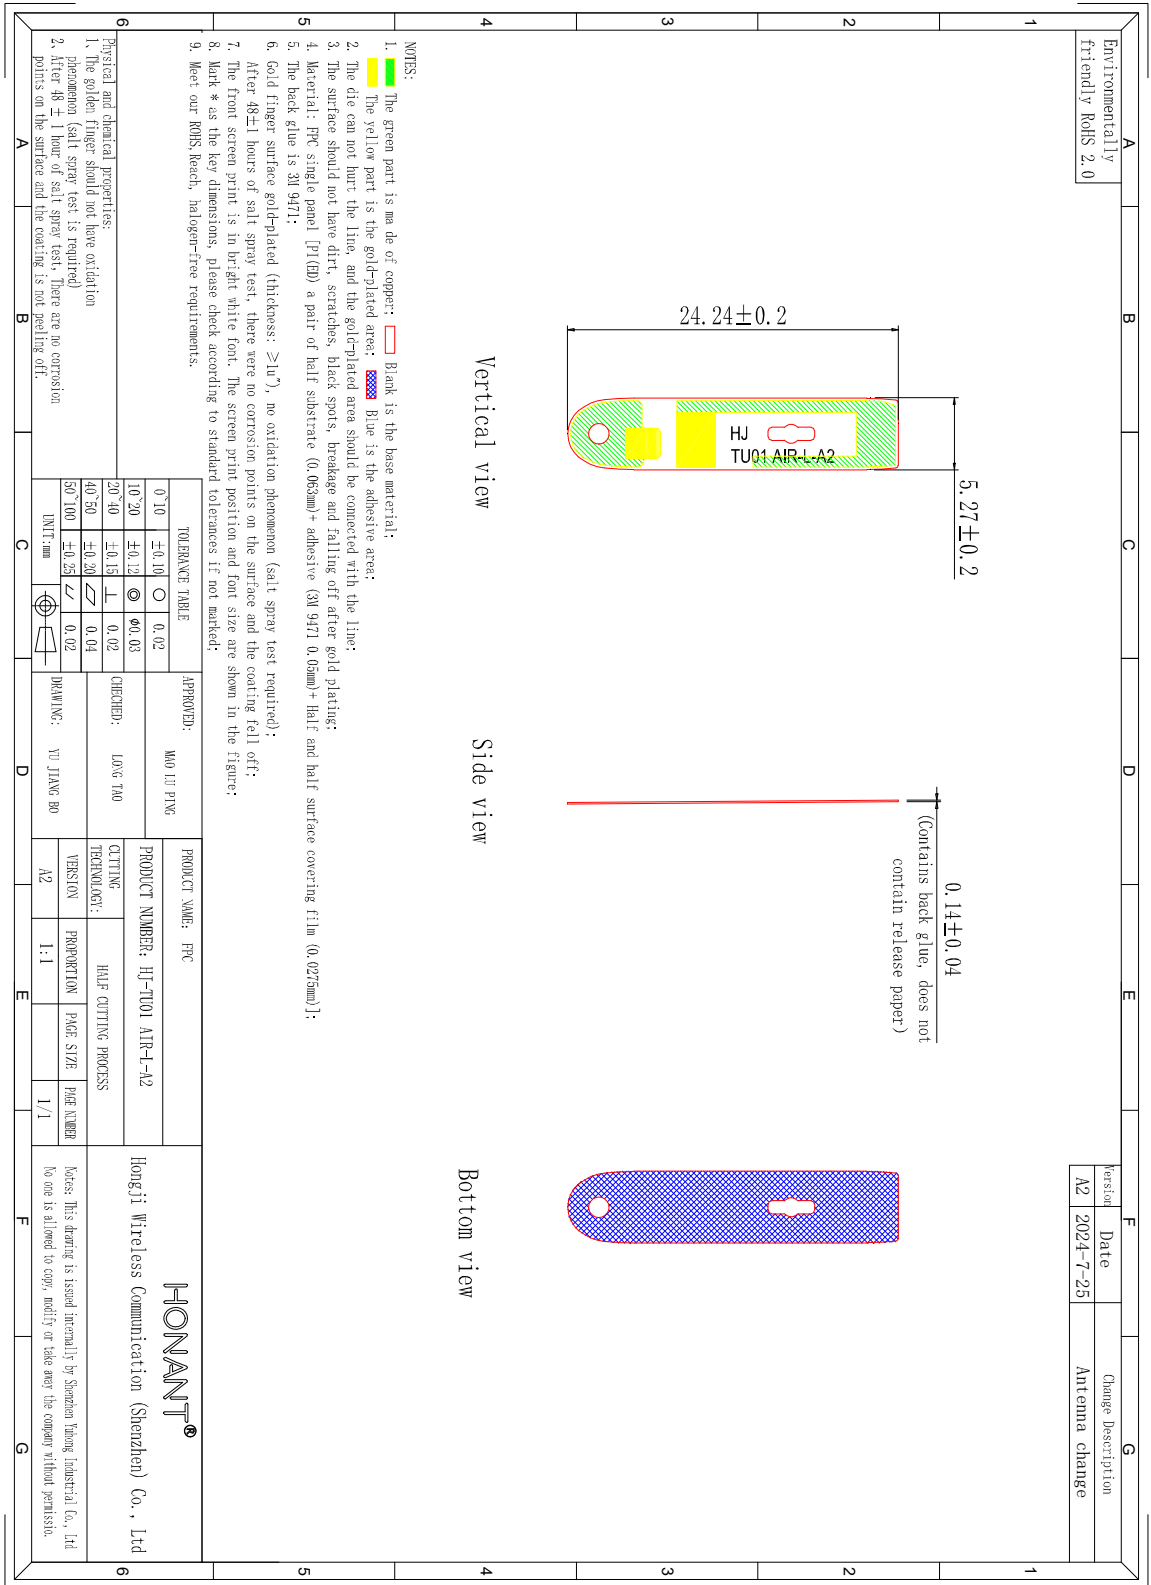 Environmentally
friendly RoHS 2.0
Version Date Change Description
A2 2024-7-25 Antenna change
1 2 3 4 5 6
A B C D E F G
1 2 3 4 5 6
A B C D E F G
24.24±0.2
5.27±0.2
HJ
TU01 AIR-L-A2
0.14±0.04
(Contains back glue, does not
contain release paper)
Vertical view
Side view
Bottom view
NOTES:
1. The green part is ma de of copper; Blank is the base material;
The yellow part is the gold-plated area; Blue is the adhesive area;
2. The die can not hurt the line, and the gold-plated area should be connected with the line;
3. The surface should not have dirt, scratches, black spots, breakage and falling off after gold plating;
4. Material: FPC single panel [PI(ED) a pair of half substrate (0.063mm)+ adhesive (3M 9471 0.05mm)+ Half and half surface covering film (0.0275mm)];
5. The back glue is 3M 9471;
6. Gold finger surface gold-plated (thickness: ≥1u"), no oxidation phenomenon (salt spray test required);
After 48±1 hours of salt spray test, there were no corrosion points on the surface and the coating fell off;
7. The front screen print is in bright white font. The screen print position and font size are shown in the figure;
8. Mark * as the key dimensions, please check according to standard tolerances if not marked;
9. Meet our ROHS, Reach, halogen-free requirements.
Physical and chemical properties:
1、The golden finger should not have oxidation
phenomenon (salt spray test is required)
2、After 48 ± 1 hour of salt spray test, There are no corrosion
points on the surface and the coating is not peeling off.
TOLERANCE TABLE
0~10 ±0.10 ○ 0.02
10~20 ±0.12 ◎ φ0.03
20~40 ±0.15 ⊥ 0.02
40~50 ±0.20 ▱ 0.04
50~100 ±0.25 // 0.02
UNIT:mm
APPROVED: MAO LU PING
CHECHED: LONG TAO
DRAWING: YU JIANG BO
PRODUCT NAME: FPC
PRODUCT NUMBER: HJ-TU01 AIR-L-A2
CUTTING
TECHNOLOGY: HALF CUTTING PROCESS
VERSION PROPORTION PAGE SIZE PAGE NUMBER
A2 1:1 1/1
HONANT®
Hongji Wireless Communication (Shenzhen) Co., Ltd
Notes: This drawing is issued internally by Shenzhen Yuhong Industrial Co., Ltd
No one is allowed to copy, modify or take away the company without permissio.